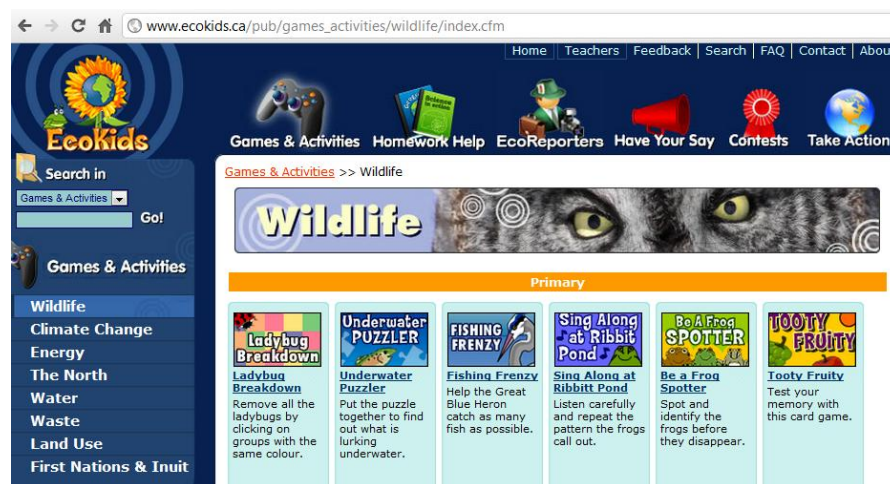 www.ecokids.ca/pub/games_activities/wildlife/index.cfm
Home | Teachers | Feedback | Search | FAQ | Contact | Abou
EcoKids
Games & Activities Homework Help EcoReporters Have Your Say Contests Take Action
Search in
Games & Activities
Go!
Games & Activities
Wildlife
Climate Change
Energy
The North
Water
Waste
Land Use
First Nations & Inuit
Games & Activities >> Wildlife
Wildlife
Primary
Ladybug
Breakdown
Ladybug
Breakdown
Remove all the
ladybugs by
clicking on
groups with the
same colour.
Underwater
PUZZLER
Underwater
Puzzler
Put the puzzle
together to find
out what is
lurking
underwater.
FISHING
FRENZY
Fishing Frenzy
Help the Great
Blue Heron
catch as many
fish as possible.
Sing Along
at Ribbit
Pond
Sing Along at
Ribbitt Pond
Listen carefully
and repeat the
pattern the frogs
call out.
Be A Frog
SPOTTER
Be a Frog
Spotter
Spot and
identify the
frogs before
they disappear.
TOOTY
FRUITY
Tooty Fruity
Test your
memory with
this card game.